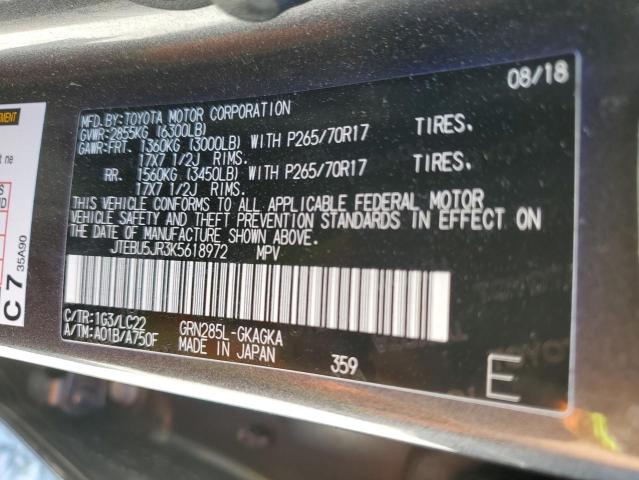 08/18
MFD.BY:TOYOTA MOTOR CORPORATION
GVWR:2855KG (6300LB)
GAWR:FRT. 1360KG (3000LB) WITH P265/70R17 TIRES.
17X7 1/2J RIMS.
RR. 1560KG (3450LB) WITH P265/70R17 TIRES.
17X7 1/2J RIMS.
THIS VEHICLE CONFORMS TO ALL APPLICABLE FEDERAL MOTOR
VEHICLE SAFETY AND THEFT PREVENTION STANDARDS IN EFFECT ON
THE DATE OF MANUFACTURE SHOWN ABOVE.
JTEBU5JR3K5618972 MPV
C/TR:1G3/LC22 GRN285L-GKAGKA
A/TM:A01B/A750F MADE IN JAPAN 359
E
C 7
35A90